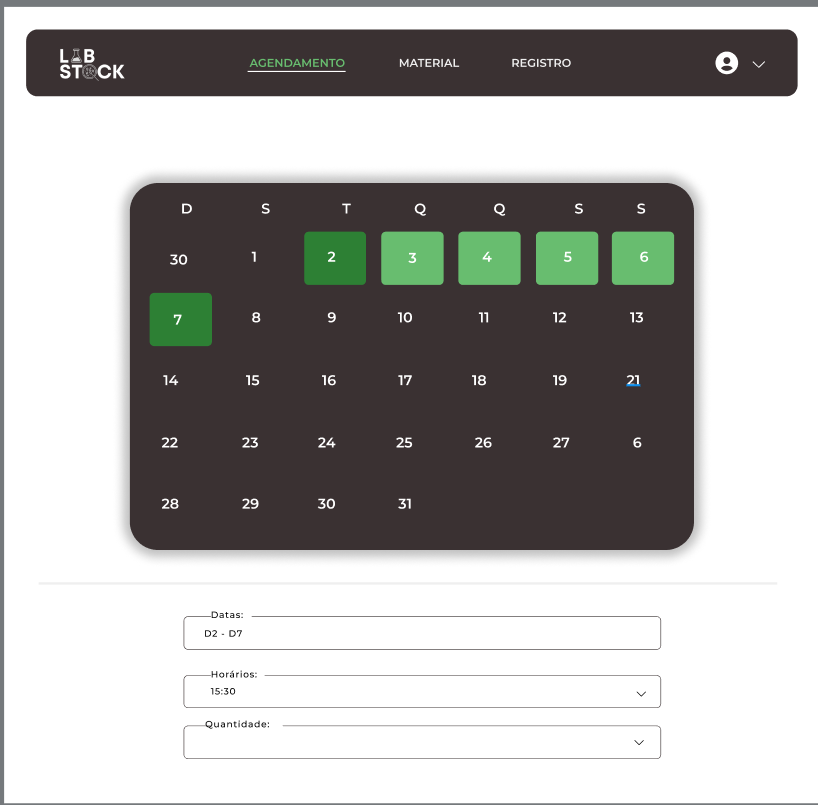 LAB
STOCK
AGENDAMENTO MATERIAL REGISTRO
D S T Q Q S S
30 1 2 3 4 5 6
7 8 9 10 11 12 13
14 15 16 17 18 19 21
22 23 24 25 26 27 6
28 29 30 31
Datas:
D2 - D7
Horários:
15:30
Quantidade: